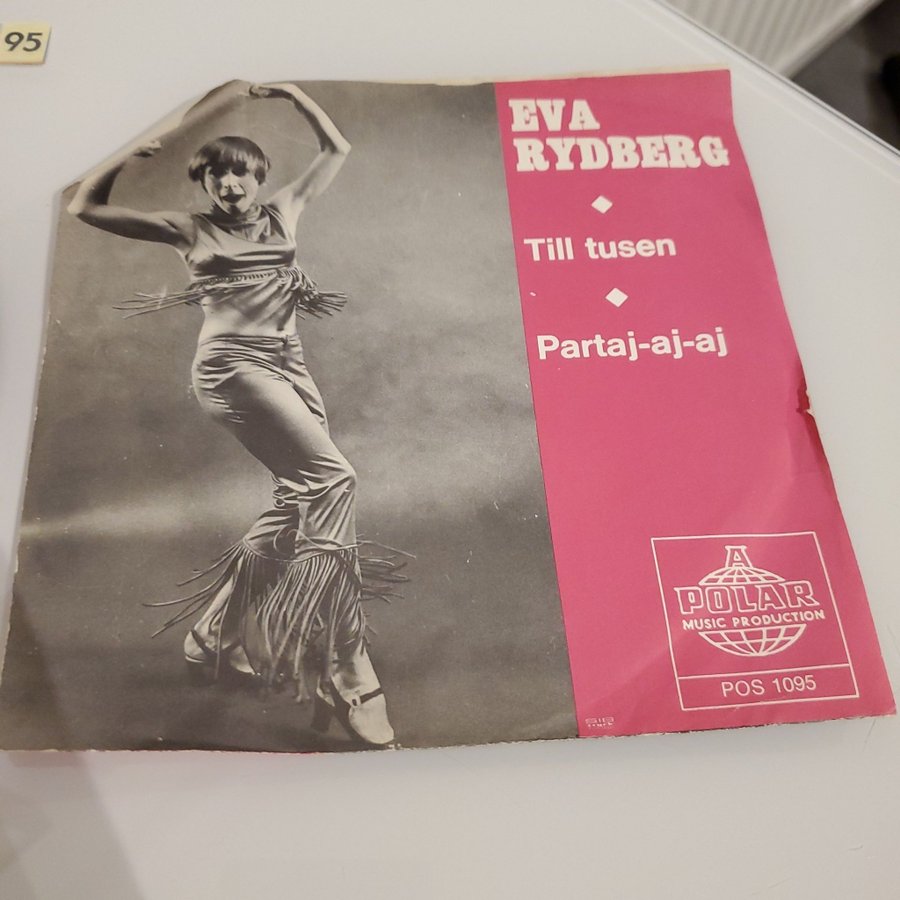 95
EVA
RYDBERG
Till tusen
Partaj-aj-aj
A
POLAR
MUSIC PRODUCTION
POS 1095